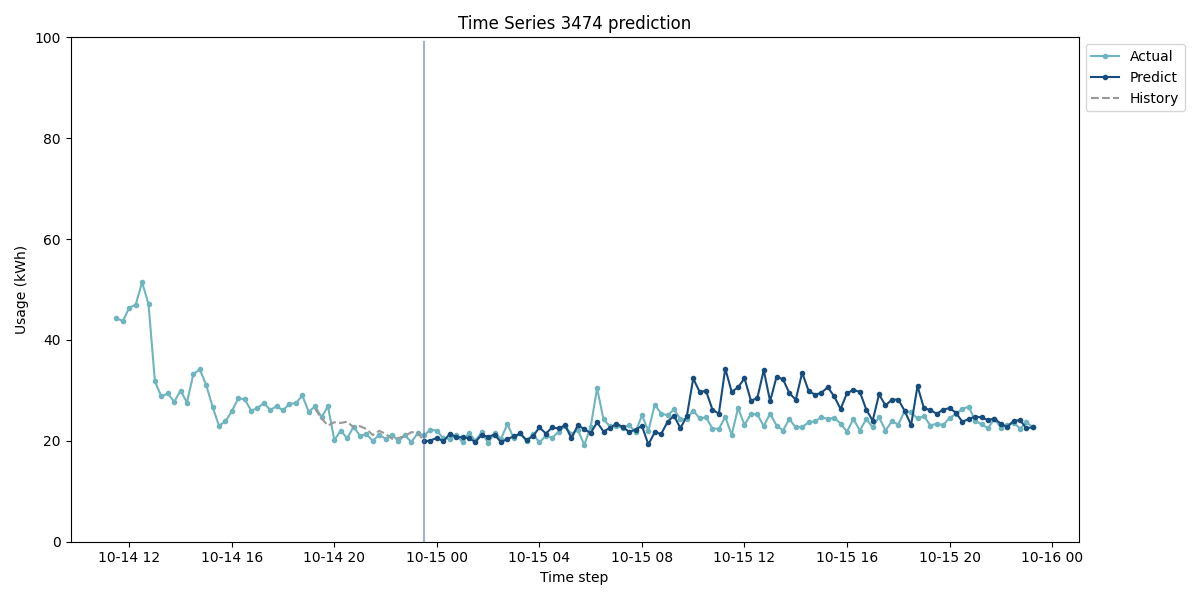 Time Series 3474 prediction
100
80
60
40
20
0
Usage (kWh)
10-14 12
10-14 16
10-14 20
10-15 00
10-15 04
10-15 08
10-15 12
10-15 16
10-15 20
10-16 00
Time step
Actual
Predict
History